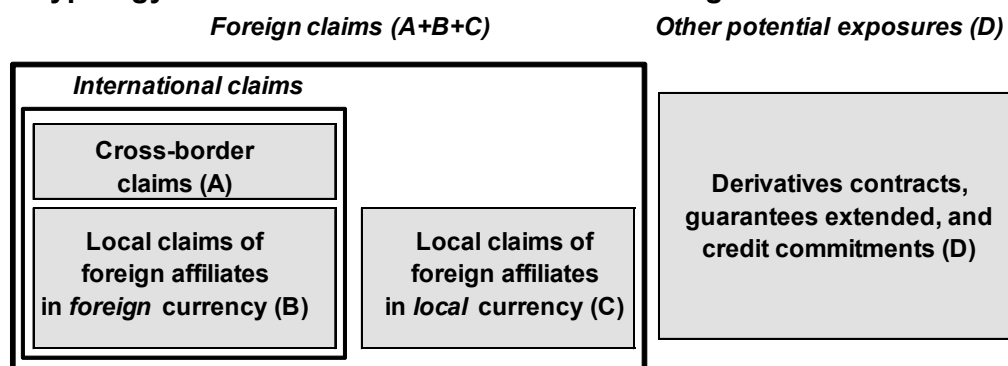 Foreign claims (A+B+C)
Other potential exposures (D)
International claims
Cross-border
claims (A)
Local claims of
foreign affiliates
in foreign currency (B)
Local claims of
foreign affiliates
in local currency (C)
Derivatives contracts,
guarantees extended, and
credit commitments (D)